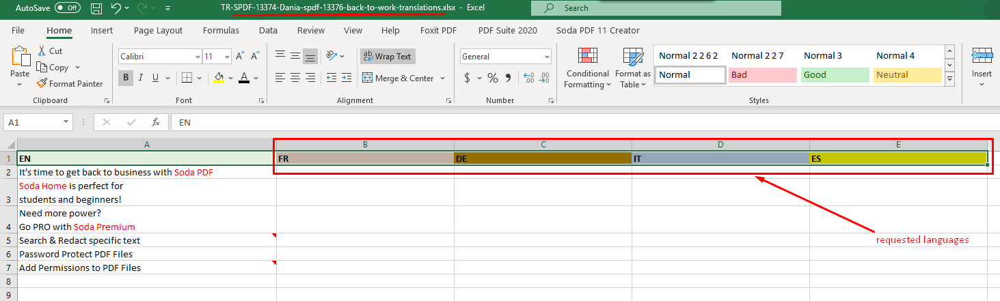 AutoSave Off TR-SPDF-13374-Dania-spdf-13376-back-to-work-translations.xlsx - Excel Search
File Home Insert Page Layout Formulas Data Review View Help Foxit PDF PDF Suite 2020 Soda PDF 11 Creator
Paste
Cut
Copy
Format Painter
Clipboard
Calibri 11 A A
B I U A
Font
ab c Wrap Text
Merge & Center
Alignment
General
$ % , .00 .0
Number
Conditional Formatting
Format as Table
Normal 2 2 6 2 Normal 2 2 7 Normal 3 Normal 4
Normal Bad Good Neutral
Styles
Insert
A1 fx EN
A B C D E
1 EN FR DE IT ES
2 It's time to get back to business with Soda PDF
Soda Home is perfect for
3 students and beginners!
Need more power?
4 Go PRO with Soda Premium
5 Search & Redact specific text
6 Password Protect PDF Files
7 Add Permissions to PDF Files
8
9
requested languages